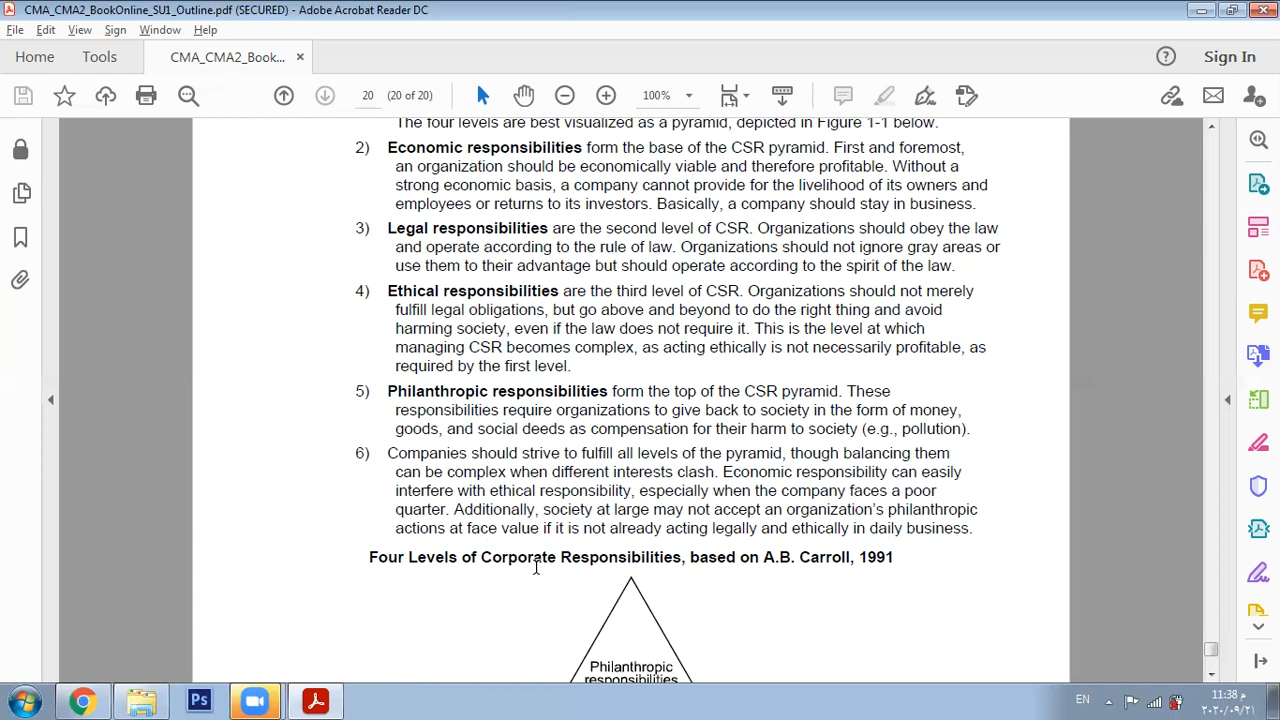 CMA_CMA2_BookOnline_SU1_Outline.pdf (SECURED) - Adobe Acrobat Reader DC
File Edit View Sign Window Help
Home Tools CMA_CMA2_Book... × Sign In
20 (20 of 20) 100%
The four levels are best visualized as a pyramid, depicted in Figure 1-1 below.
2) Economic responsibilities form the base of the CSR pyramid. First and foremost,
an organization should be economically viable and therefore profitable. Without a
strong economic basis, a company cannot provide for the livelihood of its owners and
employees or returns to its investors. Basically, a company should stay in business.
3) Legal responsibilities are the second level of CSR. Organizations should obey the law
and operate according to the rule of law. Organizations should not ignore gray areas or
use them to their advantage but should operate according to the spirit of the law.
4) Ethical responsibilities are the third level of CSR. Organizations should not merely
fulfill legal obligations, but go above and beyond to do the right thing and avoid
harming society, even if the law does not require it. This is the level at which
managing CSR becomes complex, as acting ethically is not necessarily profitable, as
required by the first level.
5) Philanthropic responsibilities form the top of the CSR pyramid. These
responsibilities require organizations to give back to society in the form of money,
goods, and social deeds as compensation for their harm to society (e.g., pollution).
6) Companies should strive to fulfill all levels of the pyramid, though balancing them
can be complex when different interests clash. Economic responsibility can easily
interfere with ethical responsibility, especially when the company faces a poor
quarter. Additionally, society at large may not accept an organization's philanthropic
actions at face value if it is not already acting legally and ethically in daily business.
Four Levels of Corporate Responsibilities, based on A.B. Carroll, 1991
Philanthropic
responsibilities
Ps EN 11:38 م
٢٠٢٠/٠٩/٢١